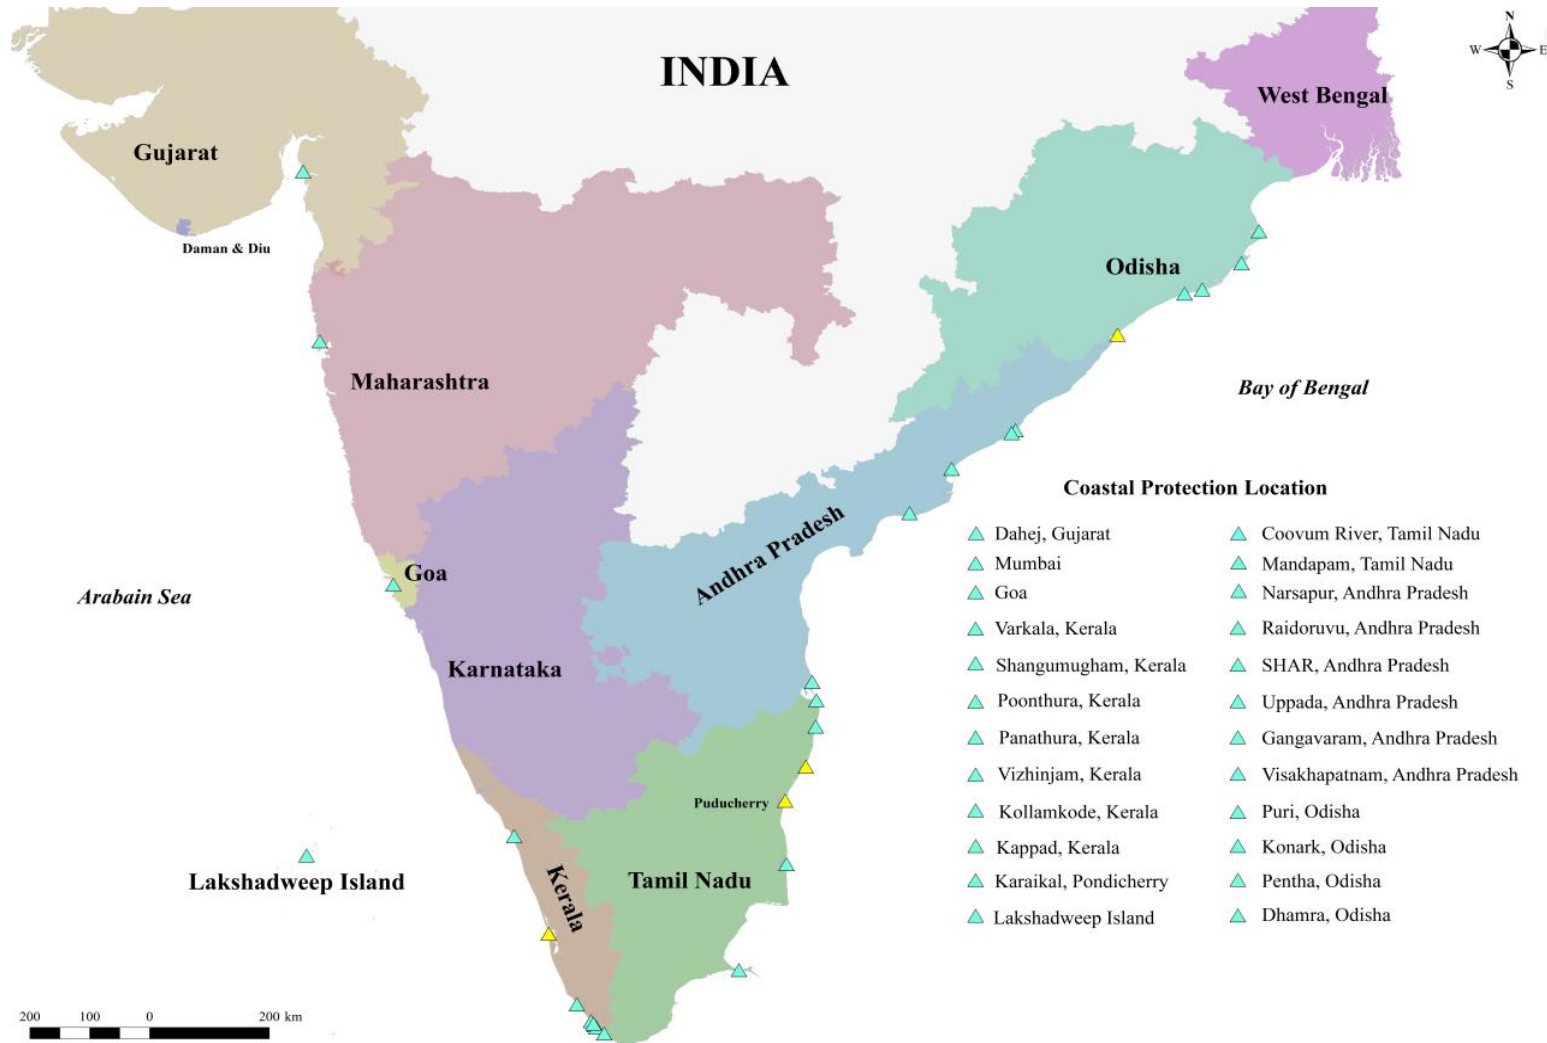 INDIA
N
W
E
S
West Bengal
Gujarat
Daman & Diu
Odisha
Maharashtra
Bay of Bengal
Andhra Pradesh
Goa
Arabain Sea
Karnataka
Puducherry
Lakshadweep Island
Kerala
Tamil Nadu
Coastal Protection Location
Dahej, Gujarat
Mumbai
Goa
Varkala, Kerala
Shangumugham, Kerala
Poonthura, Kerala
Panathura, Kerala
Vizhinjam, Kerala
Kollamkode, Kerala
Kappad, Kerala
Karaikal, Pondicherry
Lakshadweep Island
Coovum River, Tamil Nadu
Mandapam, Tamil Nadu
Narsapur, Andhra Pradesh
Raidoruvu, Andhra Pradesh
SHAR, Andhra Pradesh
Uppada, Andhra Pradesh
Gangavaram, Andhra Pradesh
Visakhapatnam, Andhra Pradesh
Puri, Odisha
Konark, Odisha
Pentha, Odisha
Dhamra, Odisha
200 100 0 200 km